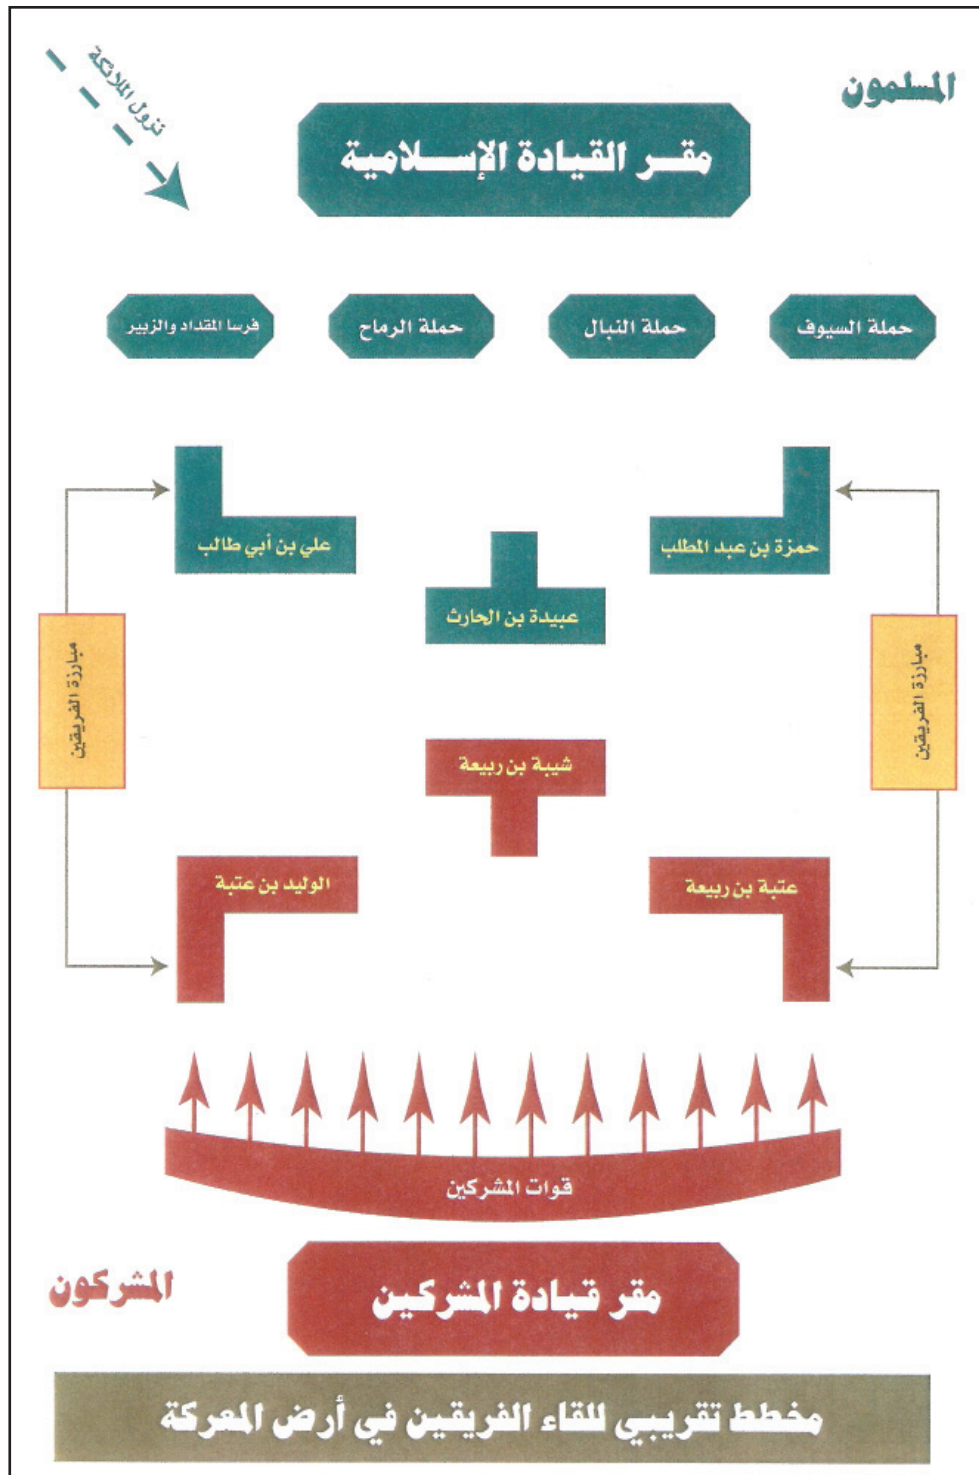 المسلمون
نزول الملائكة
مقر القيادة الإسلامية
حملة السيوف
حملة النبال
حملة الرماح
فرسا المقداد والزبير
حمزة بن عبد المطلب
علي بن أبي طالب
عبيدة بن الحارث
مبارزة الفريقين
مبارزة الفريقين
شيبة بن ربيعة
عتبة بن ربيعة
الوليد بن عتبة
قوات المشركين
المشركون
مقر قيادة المشركين
مخطط تقريبي للقاء الفريقين في أرض المعركة